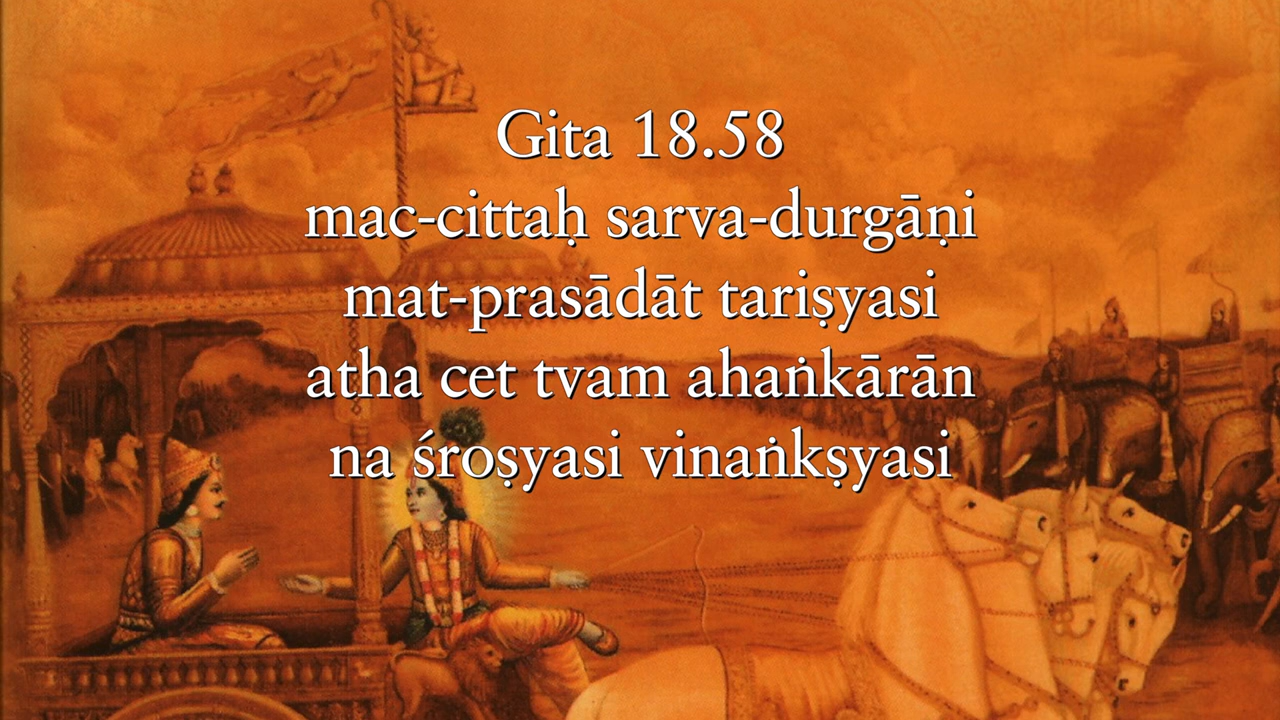 Gita 18.58
mac-cittaḥ sarva-durgāṇi
mat-prasādāt tariṣyasi
atha cet tvam ahaṅkārān
na śroṣyasi vinaṅkṣyasi